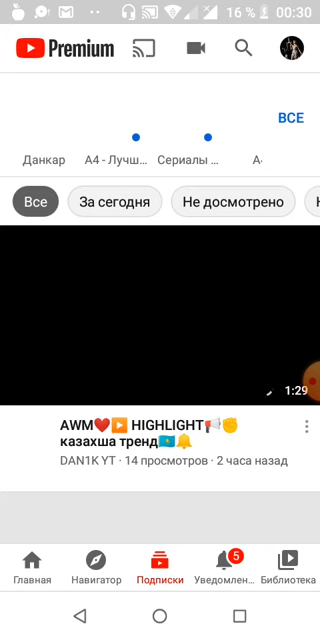 16 % 00:30
Premium
ВСЕ
Данкар А4 - Лучш... Сериалы ...
Все За сегодня Не досмотрено
1:29
AWM❤️▶️ HIGHLIGHT📢✊
казахша тренд🇰🇿🔔
DAN1K YT · 14 просмотров · 2 часа назад
5
Главная Навигатор Подписки Уведомлен... Библиотека